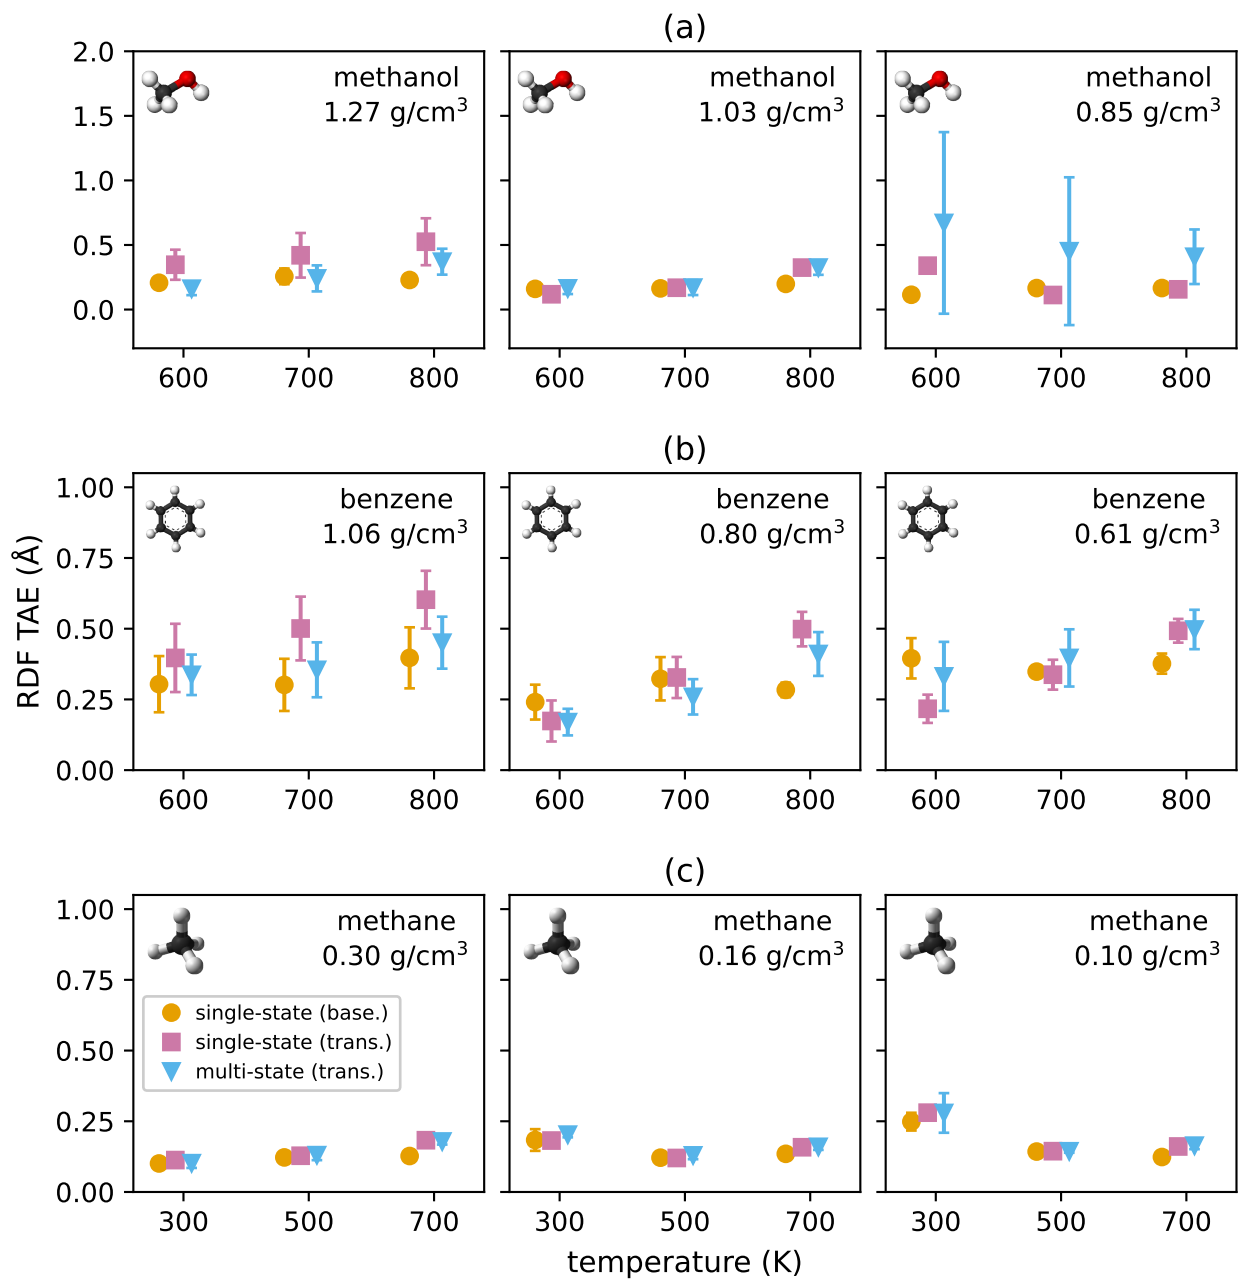 (a)
2.0
1.5
1.0
0.5
0.0
methanol
1.27 g/cm³
methanol
1.03 g/cm³
methanol
0.85 g/cm³
600 700 800
600 700 800
600 700 800
(b)
RDF TAE (Å)
1.00
0.75
0.50
0.25
0.00
benzene
1.06 g/cm³
benzene
0.80 g/cm³
benzene
0.61 g/cm³
600 700 800
600 700 800
600 700 800
(c)
1.00
0.75
0.50
0.25
0.00
methane
0.30 g/cm³
single-state (base.)
single-state (trans.)
multi-state (trans.)
methane
0.16 g/cm³
methane
0.10 g/cm³
300 500 700
300 500 700
300 500 700
temperature (K)